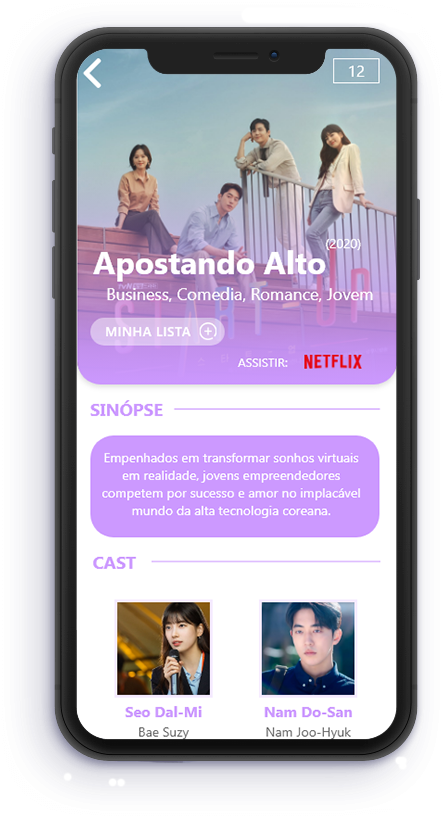 12
(2020)
Apostando Alto
Business, Comedia, Romance, Jovem
MINHA LISTA
ASSISTIR: NETFLIX
SINÓPSE
Empenhados em transformar sonhos virtuais
em realidade, jovens empreendedores
competem por sucesso e amor no implacável
mundo da alta tecnologia coreana.
CAST
Seo Dal-Mi Nam Do-San
Bae Suzy Nam Joo-Hyuk